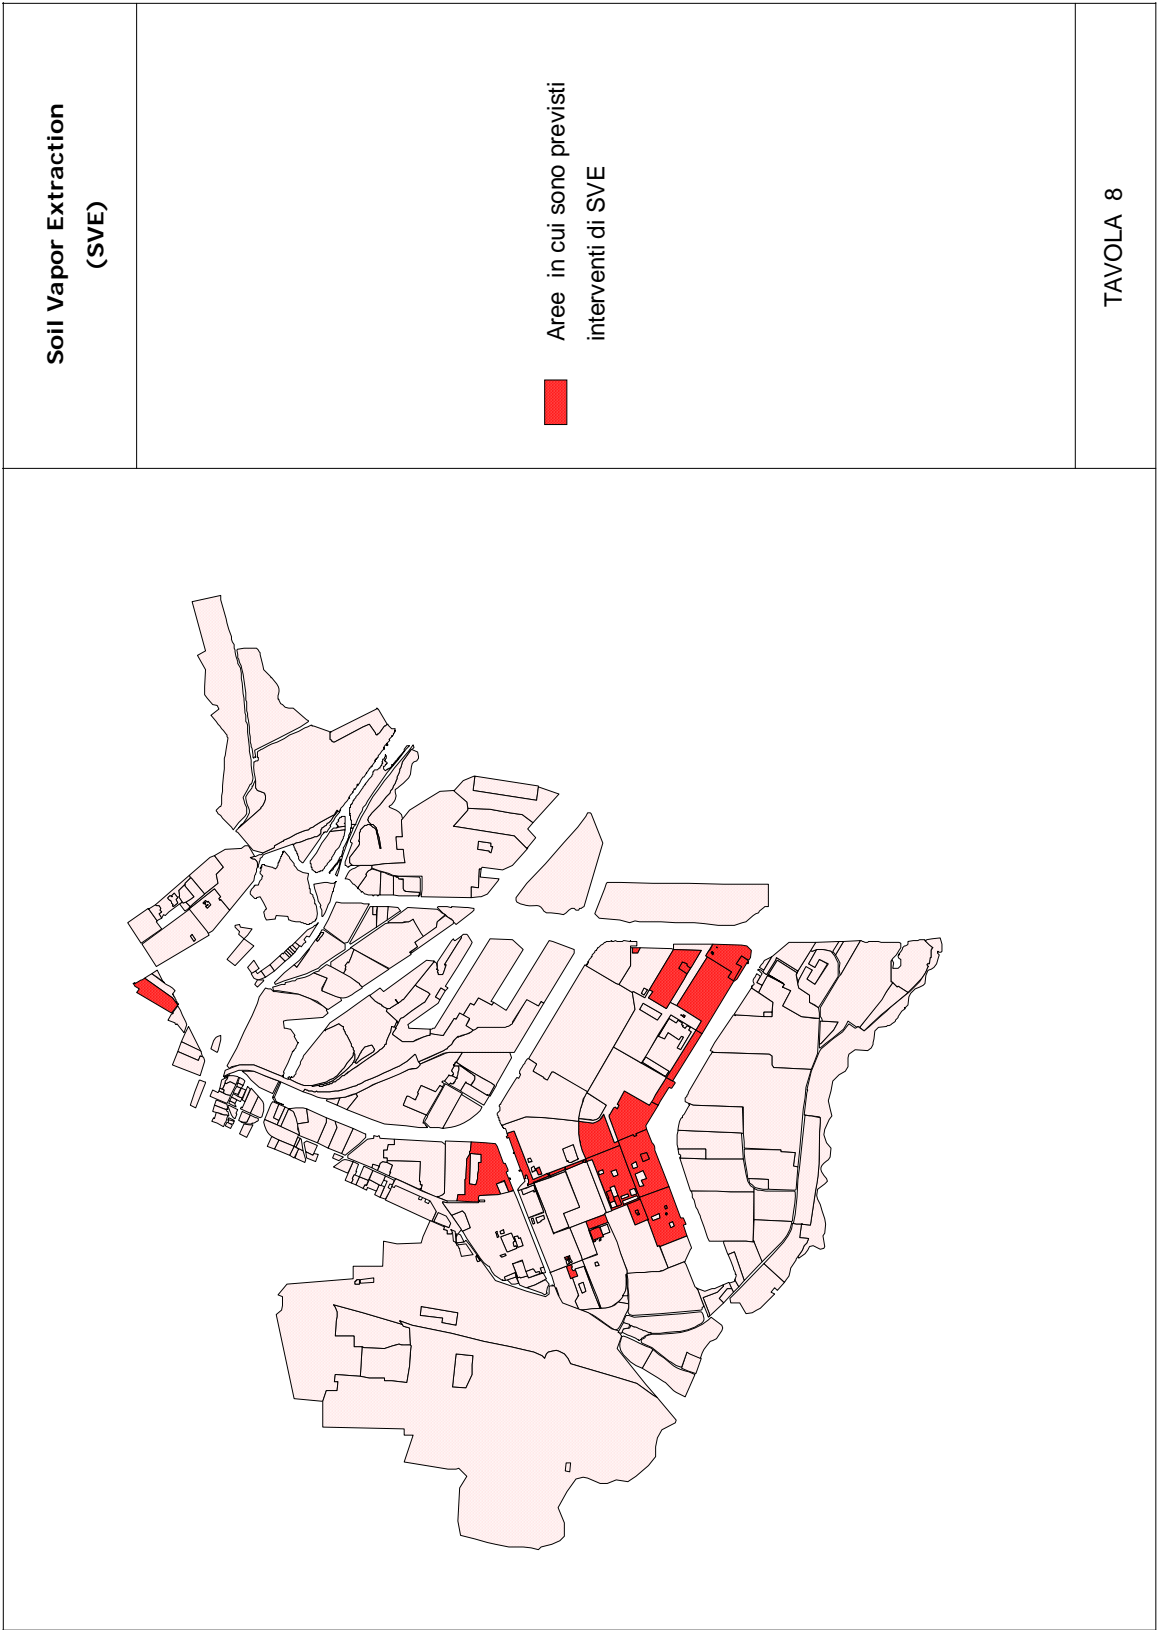 Soil Vapor Extraction
(SVE)
Aree in cui sono previsti
interventi di SVE
TAVOLA 8